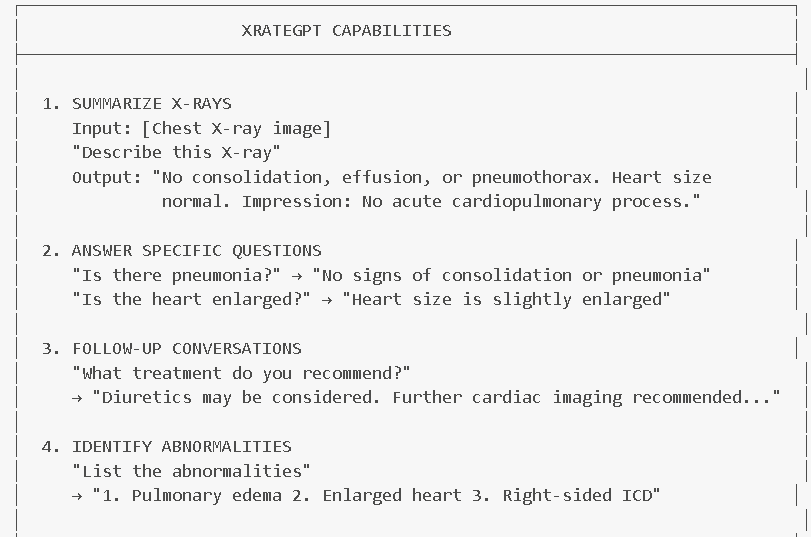 XRATEGPT CAPABILITIES
1. SUMMARIZE X-RAYS
Input: [Chest X-ray image]
"Describe this X-ray"
Output: "No consolidation, effusion, or pneumothorax. Heart size
normal. Impression: No acute cardiopulmonary process."
2. ANSWER SPECIFIC QUESTIONS
"Is there pneumonia?" → "No signs of consolidation or pneumonia"
"Is the heart enlarged?" → "Heart size is slightly enlarged"
3. FOLLOW-UP CONVERSATIONS
"What treatment do you recommend?"
→ "Diuretics may be considered. Further cardiac imaging recommended..."
4. IDENTIFY ABNORMALITIES
"List the abnormalities"
→ "1. Pulmonary edema 2. Enlarged heart 3. Right-sided ICD"